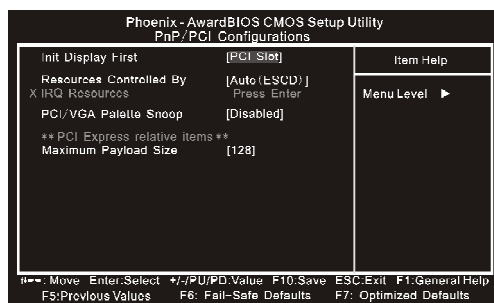 Phoenix - AwardBIOS CMOS Setup Utility
PnP/PCI Configurations
Init Display First [PCI Slot]
Resources Controlled By [Auto(ESCD)]
X IRQ Resources Press Enter
PCI/VGA Palette Snoop [Disabled]
** PCI Express relative items **
Maximum Payload Size [128]
Item Help
Menu Level ►
: Move Enter:Select +/-/PU/PD:Value F10:Save ESC:Exit F1:General Help
F5:Previous Values F6: Fail-Safe Defaults F7: Optimized Defaults